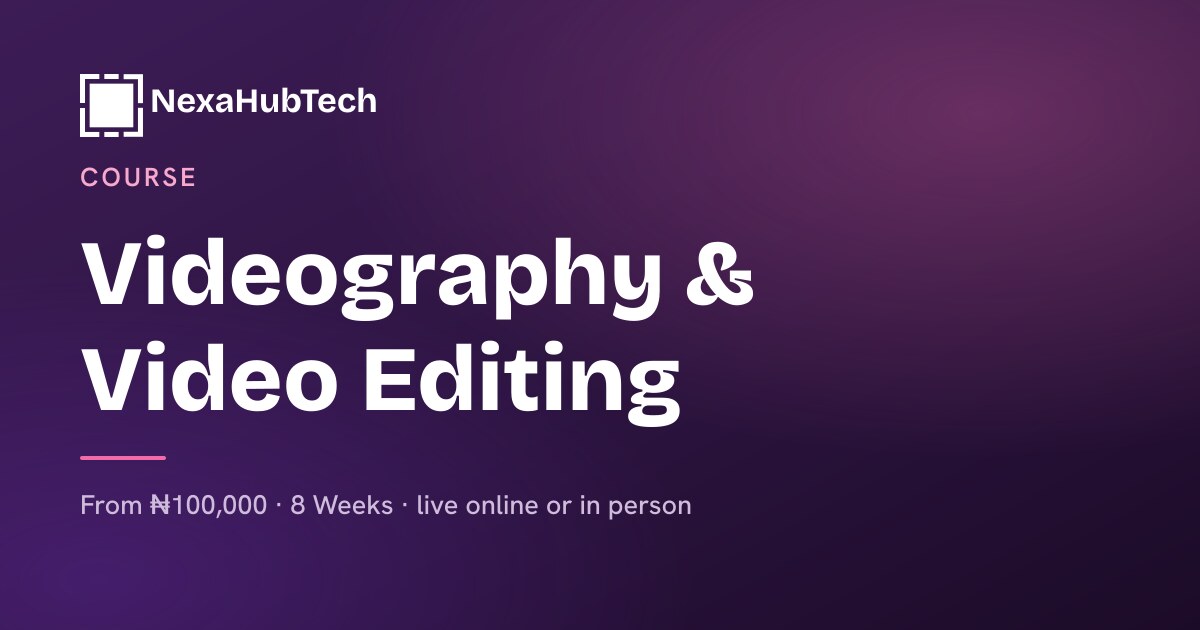 NexaHubTech
COURSE
Videography &
Video Editing
From ₦100,000 · 8 Weeks · live online or in person